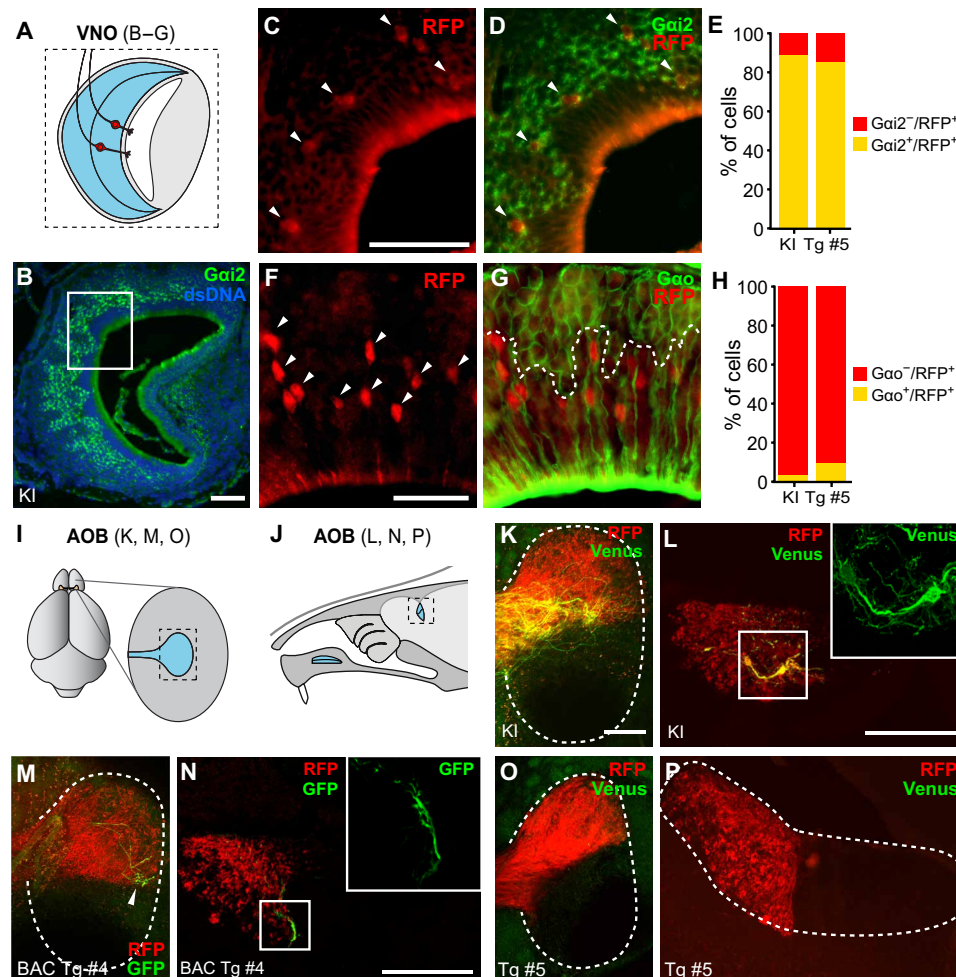 A
VNO (B–G)
C
RFP
D
Gαi2
RFP
E
100
80
60
40
20
0
% of cells
KI Tg #5
Gαi2⁻/RFP⁺
Gαi2⁺/RFP⁺
B
Gαi2
dsDNA
KI
F
RFP
G
Gαo
RFP
H
100
80
60
40
20
0
% of cells
KI Tg #5
Gαo⁻/RFP⁺
Gαo⁺/RFP⁺
I
AOB (K, M, O)
J
AOB (L, N, P)
K
RFP
Venus
KI
L
RFP
Venus
Venus
KI
M
RFP
GFP
BAC Tg #4
N
RFP
GFP
GFP
BAC Tg #4
O
RFP
Venus
Tg #5
P
RFP
Venus
Tg #5